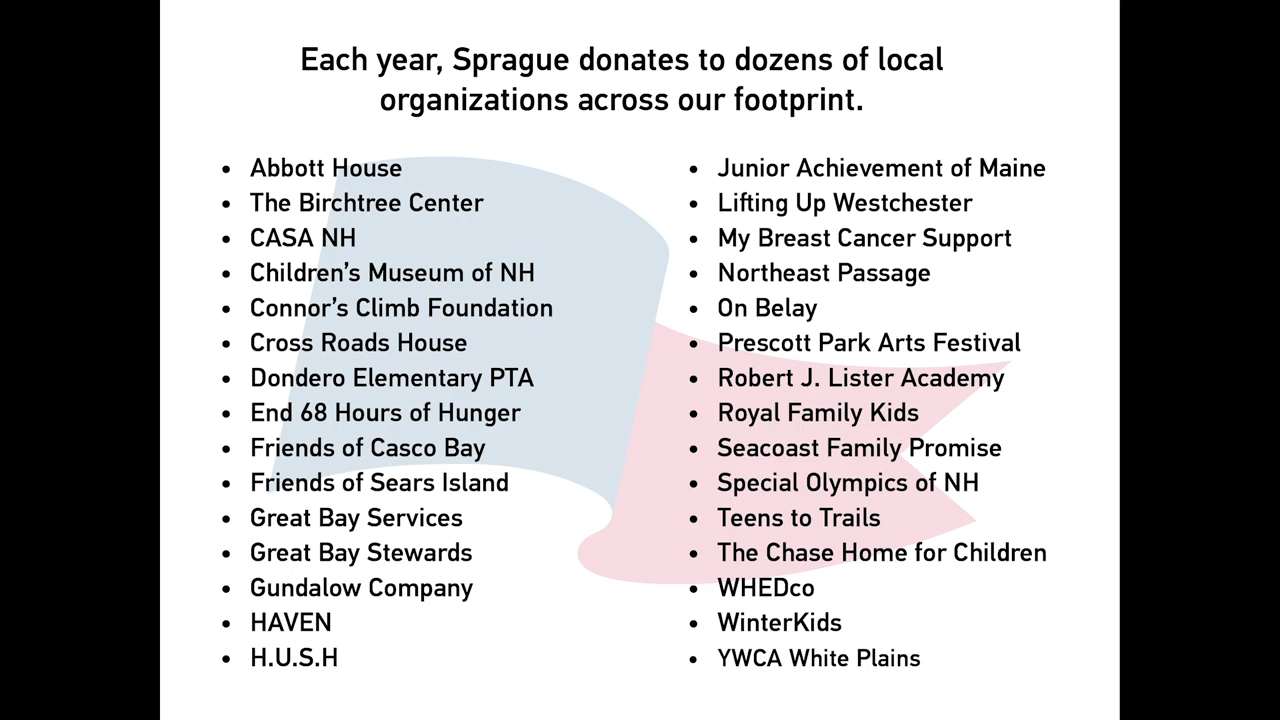 Each year, Sprague donates to dozens of local
organizations across our footprint.
• Abbott House
• The Birchtree Center
• CASA NH
• Children’s Museum of NH
• Connor’s Climb Foundation
• Cross Roads House
• Dondero Elementary PTA
• End 68 Hours of Hunger
• Friends of Casco Bay
• Friends of Sears Island
• Great Bay Services
• Great Bay Stewards
• Gundalow Company
• HAVEN
• H.U.S.H
• Junior Achievement of Maine
• Lifting Up Westchester
• My Breast Cancer Support
• Northeast Passage
• On Belay
• Prescott Park Arts Festival
• Robert J. Lister Academy
• Royal Family Kids
• Seacoast Family Promise
• Special Olympics of NH
• Teens to Trails
• The Chase Home for Children
• WHEDco
• WinterKids
• YWCA White Plains